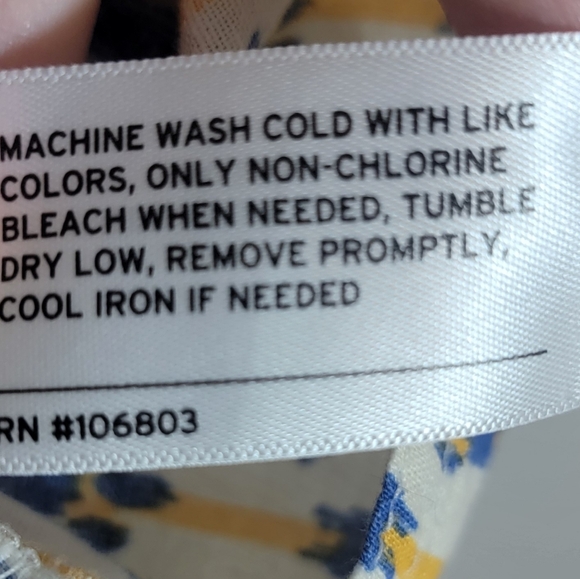 MACHINE WASH COLD WITH LIKE
COLORS, ONLY NON-CHLORINE
BLEACH WHEN NEEDED, TUMBLE
DRY LOW, REMOVE PROMPTLY,
COOL IRON IF NEEDED
RN #106803